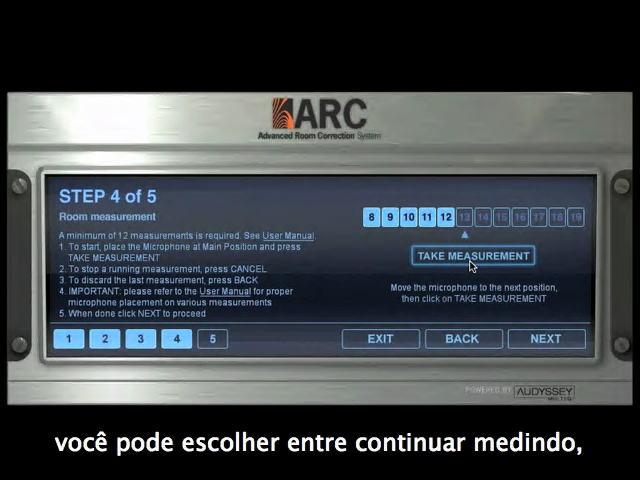 ARC
Advanced Room Correction System
STEP 4 of 5
Room measurement
8 9 10 11 12 13 14 15 16 17 18 19
A minimum of 12 measurements is required. See User Manual.
1. To start, place the Microphone at Main Position and press
TAKE MEASUREMENT
2. To stop a running measurement, press CANCEL
3. To discard the last measurement, press BACK
4. IMPORTANT: please refer to the User Manual for proper
microphone placement on various measurements
5. When done click NEXT to proceed
TAKE MEASUREMENT
Move the microphone to the next position,
then click on TAKE MEASUREMENT
1 2 3 4 5
EXIT BACK NEXT
POWERED BY AUDYSSEY
MULTEQ
você pode escolher entre continuar medindo,